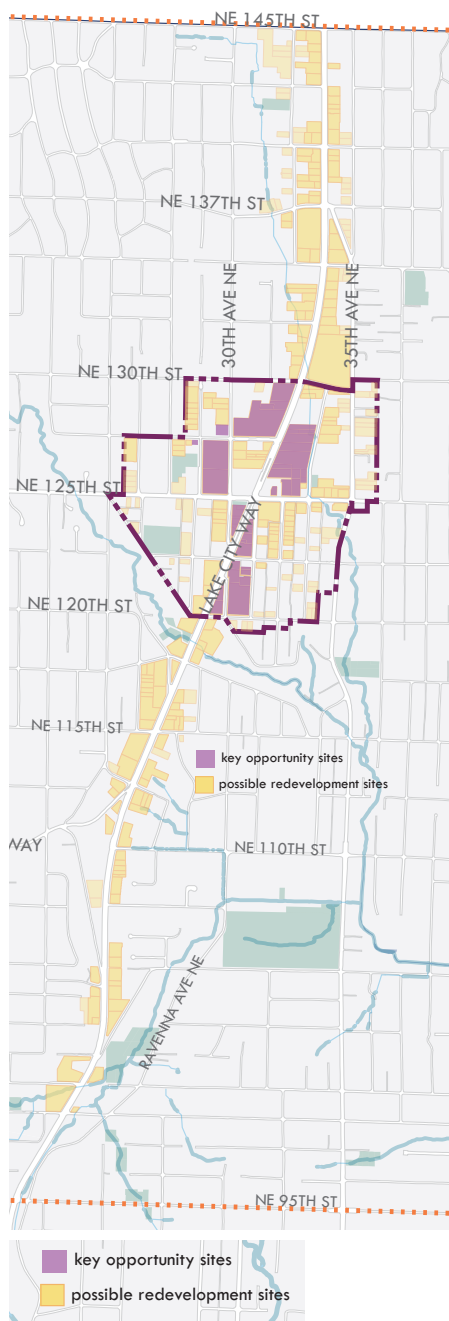 NE 145TH ST
NE 137TH ST
30TH AVE NE
35TH AVE NE
NE 130TH ST
NE 125TH ST
LAKE CITY WAY
NE 120TH ST
NE 115TH ST
key opportunity sites
possible redevelopment sites
WAY
NE 110TH ST
RAVENNA AVE NE
NE 95TH ST
key opportunity sites
possible redevelopment sites